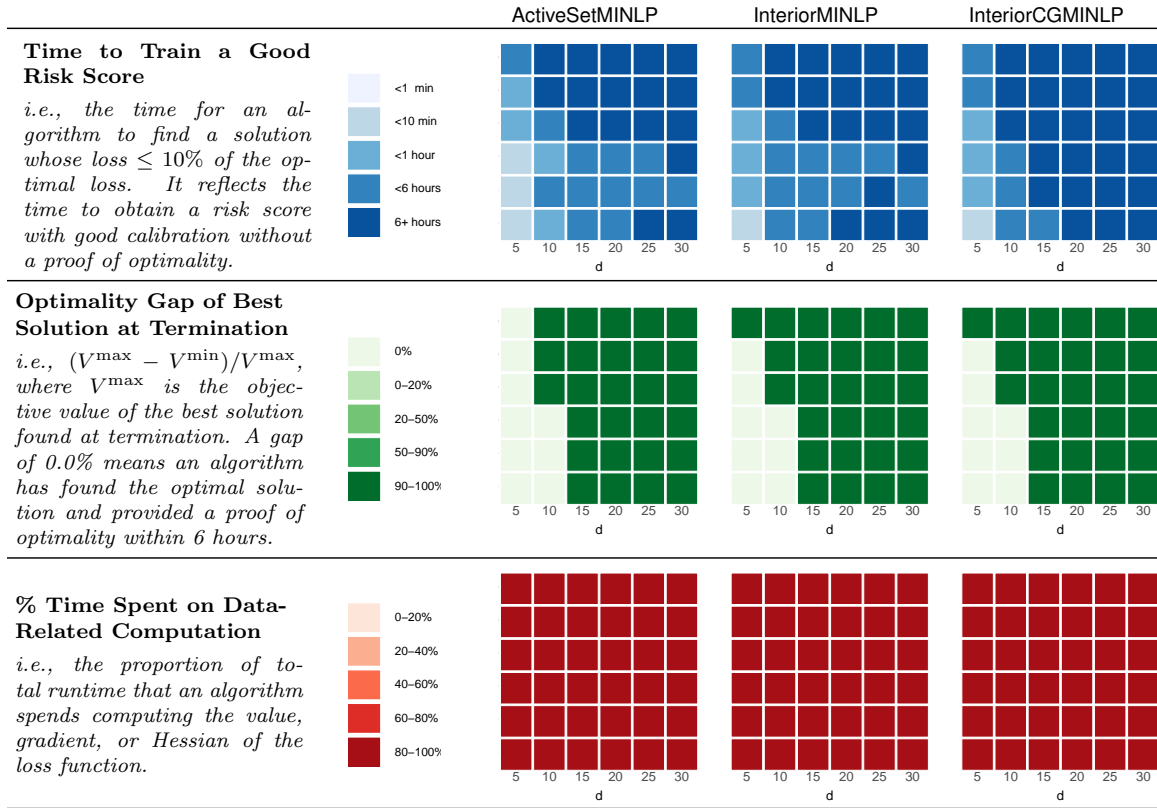 ActiveSetMINLP InteriorMINLP InteriorCGMINLP
Time to Train a Good
Risk Score
i.e., the time for an al-
gorithm to find a solution
whose loss ≤ 10% of the op-
timal loss. It reflects the
time to obtain a risk score
with good calibration without
a proof of optimality.
<1 min
<10 min
<1 hour
<6 hours
6+ hours
5 10 15 20 25 30
d
5 10 15 20 25 30
d
5 10 15 20 25 30
d
Optimality Gap of Best
Solution at Termination
i.e., (V^max − V^min)/V^max,
where V^max is the objec-
tive value of the best solution
found at termination. A gap
of 0.0% means an algorithm
has found the optimal solu-
tion and provided a proof of
optimality within 6 hours.
0%
0–20%
20–50%
50–90%
90–100%
5 10 15 20 25 30
d
5 10 15 20 25 30
d
5 10 15 20 25 30
d
% Time Spent on Data-
Related Computation
i.e., the proportion of to-
tal runtime that an algorithm
spends computing the value,
gradient, or Hessian of the
loss function.
0–20%
20–40%
40–60%
60–80%
80–100%
5 10 15 20 25 30
d
5 10 15 20 25 30
d
5 10 15 20 25 30
d